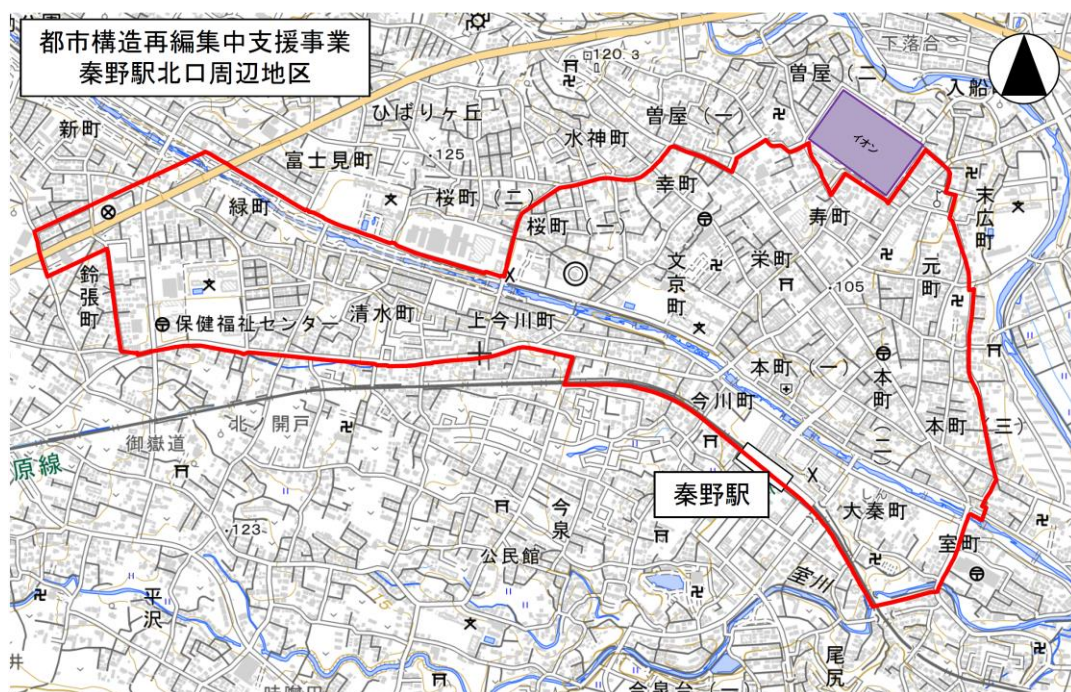 都市構造再編集中支援事業
秦野駅北口周辺地区
120.3
曽屋（二）
下落合
入船
新町
ひばりヶ丘
水神町
曽屋（一）
イオン
富士見町
125
桜町（二）
桜町（一）
幸町
寿町
末広町
緑町
文京町
栄町
元町
105
鈴張町
保健福祉センター
清水町
上今川町
本町（一）
本町（二）
今川町
本町（三）
御嶽道
北ノ開戸
原線
秦野駅
大秦町
室町
123
今泉
公民館
室川
平沢
115
尾尻
井
今泉台（一